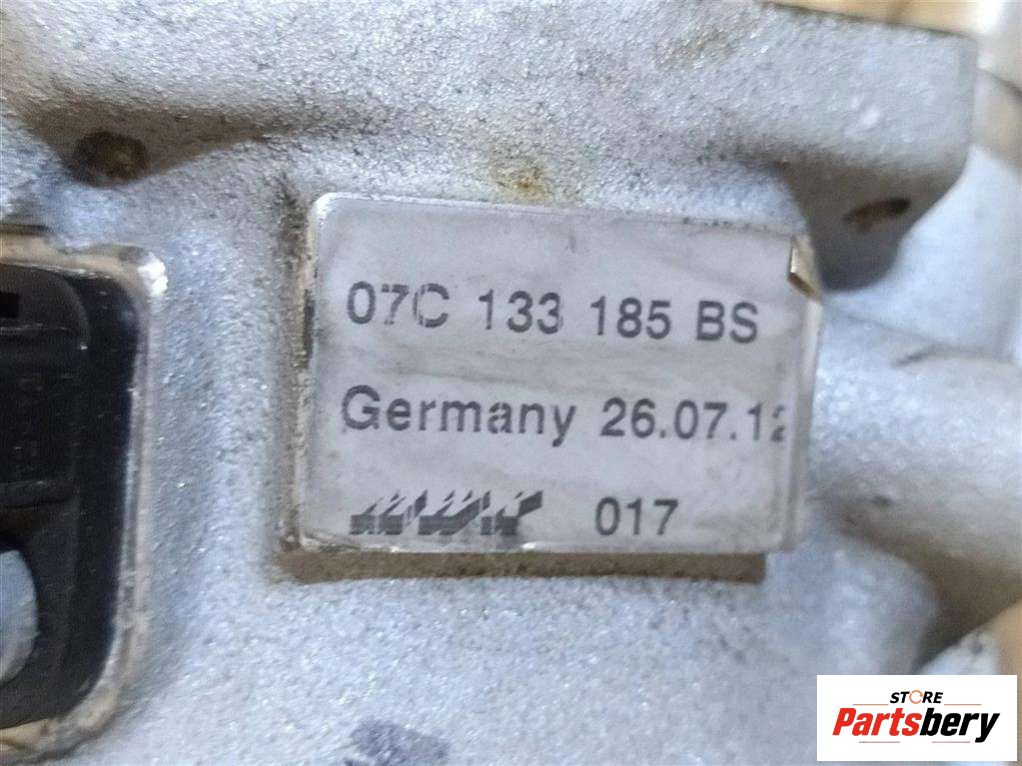 07C 133 185 BS
Germany 26.07.12
017
STORE
Partsbery